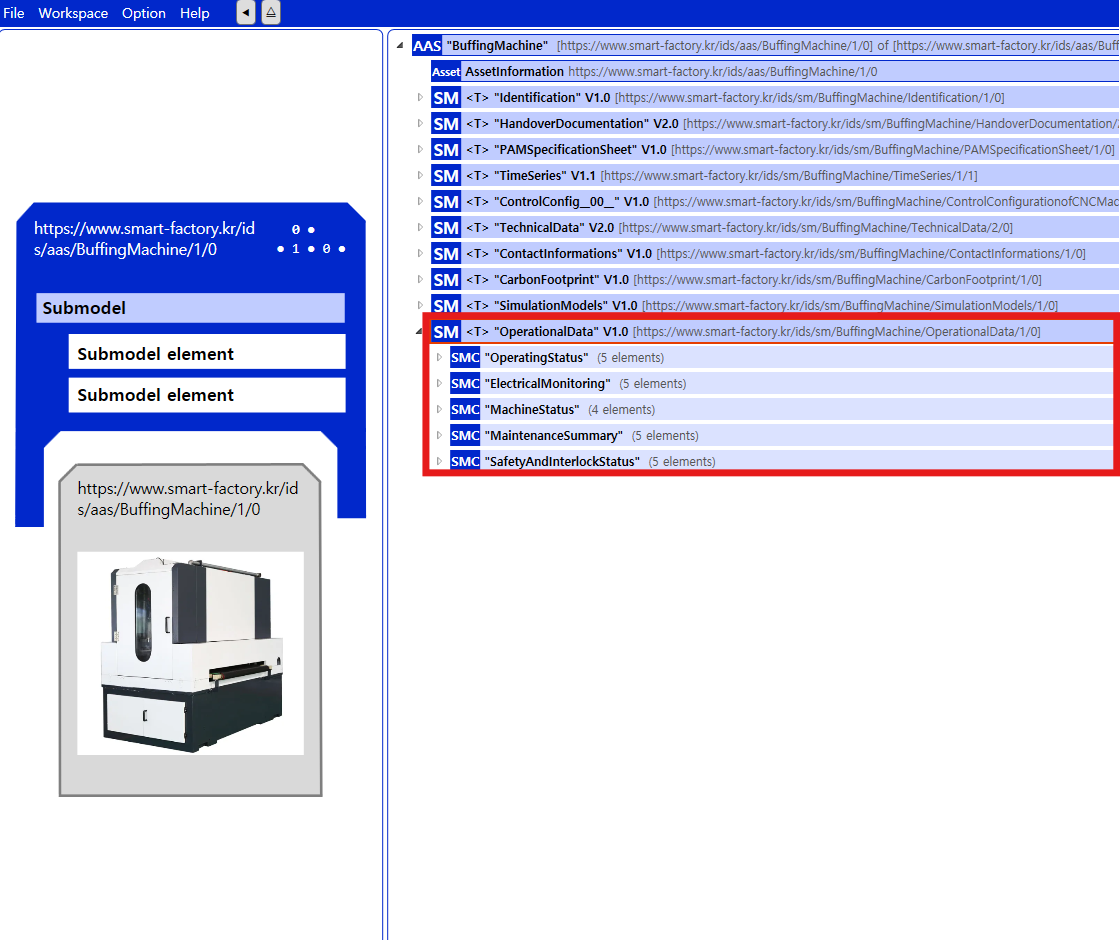 File Workspace Option Help
https://www.smart-factory.kr/id
s/aas/BuffingMachine/1/0
0
1 0
Submodel
Submodel element
Submodel element
https://www.smart-factory.kr/id
s/aas/BuffingMachine/1/0
AAS "BuffingMachine" [https://www.smart-factory.kr/ids/aas/BuffingMachine/1/0] of [https://www.smart-factory.kr/ids/aas/Buff
Asset AssetInformation https://www.smart-factory.kr/ids/aas/BuffingMachine/1/0
SM <T> "Identification" V1.0 [https://www.smart-factory.kr/ids/sm/BuffingMachine/Identification/1/0]
SM <T> "HandoverDocumentation" V2.0 [https://www.smart-factory.kr/ids/sm/BuffingMachine/HandoverDocumentation/
SM <T> "PAMSpecificationSheet" V1.0 [https://www.smart-factory.kr/ids/sm/BuffingMachine/PAMSpecificationSheet/1/0]
SM <T> "TimeSeries" V1.1 [https://www.smart-factory.kr/ids/sm/BuffingMachine/TimeSeries/1/1]
SM <T> "ControlConfig__00__" V1.0 [https://www.smart-factory.kr/ids/sm/BuffingMachine/ControlConfigurationofCNCMac
SM <T> "TechnicalData" V2.0 [https://www.smart-factory.kr/ids/sm/BuffingMachine/TechnicalData/2/0]
SM <T> "ContactInformations" V1.0 [https://www.smart-factory.kr/ids/sm/BuffingMachine/ContactInformations/1/0]
SM <T> "CarbonFootprint" V1.0 [https://www.smart-factory.kr/ids/sm/BuffingMachine/CarbonFootprint/1/0]
SM <T> "SimulationModels" V1.0 [https://www.smart-factory.kr/ids/sm/BuffingMachine/SimulationModels/1/0]
SM <T> "OperationalData" V1.0 [https://www.smart-factory.kr/ids/sm/BuffingMachine/OperationalData/1/0]
SMC "OperatingStatus" (5 elements)
SMC "ElectricalMonitoring" (5 elements)
SMC "MachineStatus" (4 elements)
SMC "MaintenanceSummary" (5 elements)
SMC "SafetyAndInterlockStatus" (5 elements)